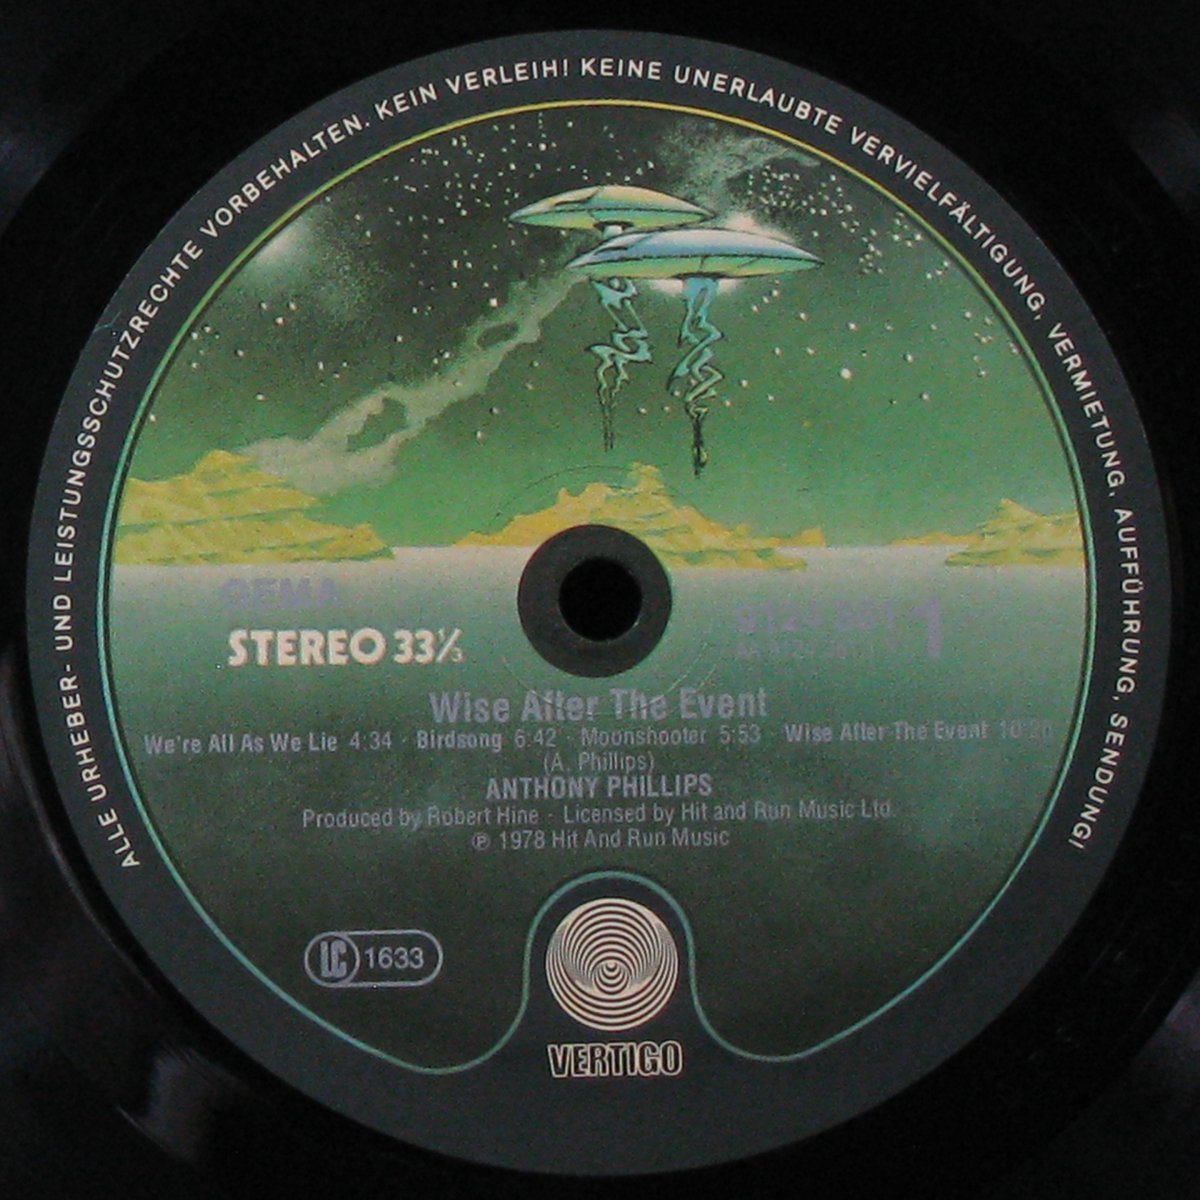 ALLE URHEBER- UND LEISTUNGSSCHUTZRECHTE VORBEHALTEN. KEIN VERLEIH! KEINE UNERLAUBTE VERVIELFÄLTIGUNG, VERMIETUNG, AUFFÜHRUNG, SENDUNG!
GEMA
STEREO 33⅓
1
Wise After The Event
We're All As We Lie 4:34 · Birdsong 6:42 · Moonshooter 5:53 · Wise After The Event 10:20
(A. Phillips)
ANTHONY PHILLIPS
Produced by Robert Hine · Licensed by Hit and Run Music Ltd.
℗ 1978 Hit And Run Music
LC 1633
VERTIGO